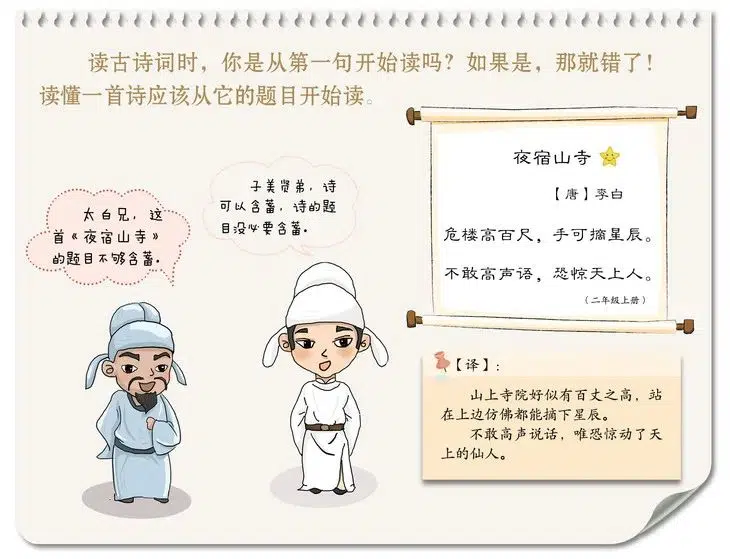 读古诗词时，你是从第一句开始读吗？如果是，那就错了！
读懂一首诗应该从它的题目开始读。
太白兄，这
首《夜宿山寺》
的题目不够含蓄。
子美贤弟，诗
可以含蓄，诗的题
目没必要含蓄。
夜宿山寺
【唐】李白
危楼高百尺，手可摘星辰。
不敢高声语，恐惊天上人。
（二年级上册）
【译】：
山上寺院好似有百丈之高，站
在上边仿佛都能摘下星辰。
不敢高声说话，唯恐惊动了天
上的仙人。